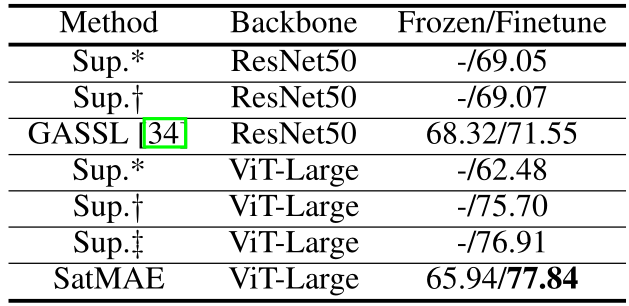 Method Backbone Frozen/Finetune
Sup.* ResNet50 -/69.05
Sup.† ResNet50 -/69.07
GASSL [34] ResNet50 68.32/71.55
Sup.* ViT-Large -/62.48
Sup.† ViT-Large -/75.70
Sup.‡ ViT-Large -/76.91
SatMAE ViT-Large 65.94/77.84